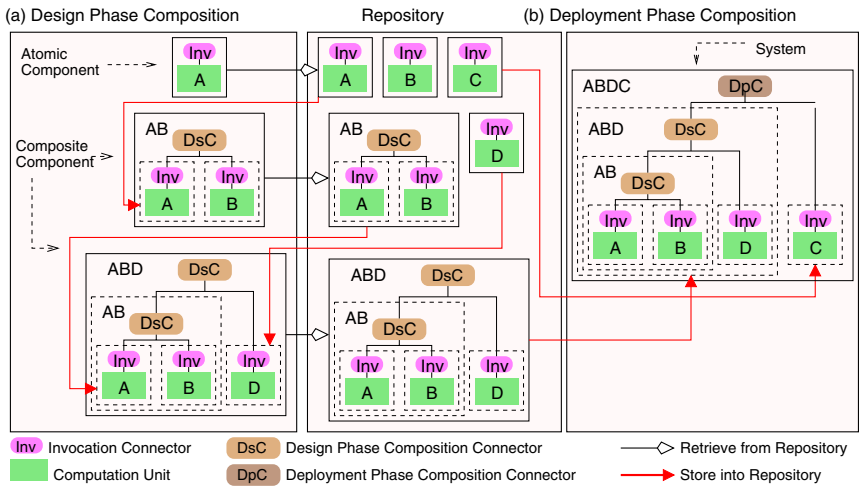 (a) Design Phase Composition
Repository
(b) Deployment Phase Composition
Atomic
Component
Inv
A
Inv
A
Inv
B
Inv
C
System
ABDC
DpC
Composite
Component
AB
DsC
Inv
A
Inv
B
AB
DsC
Inv
A
Inv
B
Inv
D
ABD
DsC
AB
DsC
Inv
A
Inv
B
Inv
D
Inv
C
ABD
DsC
AB
DsC
Inv
A
Inv
B
Inv
D
ABD
DsC
AB
DsC
Inv
A
Inv
B
Inv
D
Inv Invocation Connector
Computation Unit
DsC Design Phase Composition Connector
DpC Deployment Phase Composition Connector
Retrieve from Repository
Store into Repository